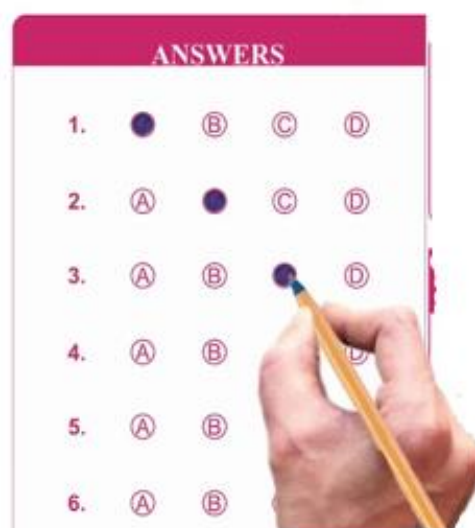 ANSWERS
1. Ⓑ Ⓒ Ⓓ
2. Ⓐ Ⓒ Ⓓ
3. Ⓐ Ⓑ Ⓓ
4. Ⓐ Ⓑ Ⓓ
5. Ⓐ Ⓑ
6. Ⓐ Ⓑ